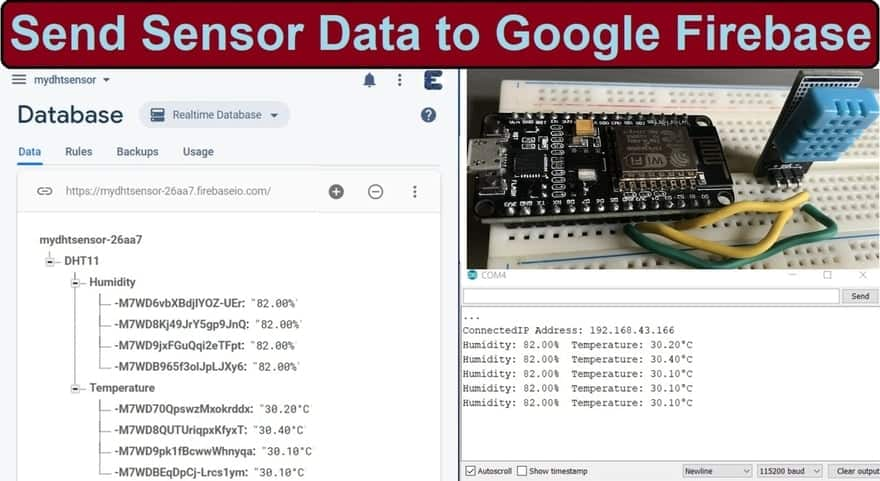 Send Sensor Data to Google Firebase
mydhtsensor
Database
Realtime Database
Data Rules Backups Usage
https://mydhtsensor-26aa7.firebaseio.com/
mydhtsensor-26aa7
DHT11
Humidity
-M7WD6vbXBdjIYOZ-UEr: "82.00%"
-M7WD8Kj49JrY5gp9JnQ: "82.00%"
-M7WD9jxFGuQqi2eTFpt: "82.00%"
-M7WDB965f3oIJpLJXy6: "82.00%"
Temperature
-M7WD70QpswzMxokrddx: "30.20°C"
-M7WD8QUTUriqpxKfyxT: "30.40°C"
-M7WD9pk1fBcwwWhnyqa: "30.10°C"
-M7WDBEqDpCj-Lrcs1ym: "30.10°C"
WiFi
COM4
Send
...
ConnectedIP Address: 192.168.43.166
Humidity: 82.00% Temperature: 30.20°C
Humidity: 82.00% Temperature: 30.40°C
Humidity: 82.00% Temperature: 30.10°C
Humidity: 82.00% Temperature: 30.10°C
Humidity: 82.00% Temperature: 30.10°C
Autoscroll Show timestamp Newline 115200 baud Clear output